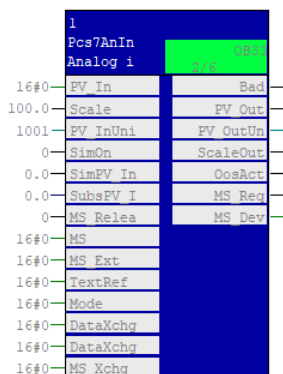 1
Pcs7AnIn
Analog i
OB33
2/6
16#0 PV_In Bad
100.0 Scale PV_Out
1001 PV_InUni PV_OutUn
0 SimOn ScaleOut
0.0 SimPV_In OosAct
0.0 SubsPV_I MS_Req
0 MS_Relea MS_Dev
16#0 MS
16#0 MS_Ext
16#0 TextRef
16#0 Mode
16#0 DataXchg
16#0 DataXchg
16#0 MS_Xchg